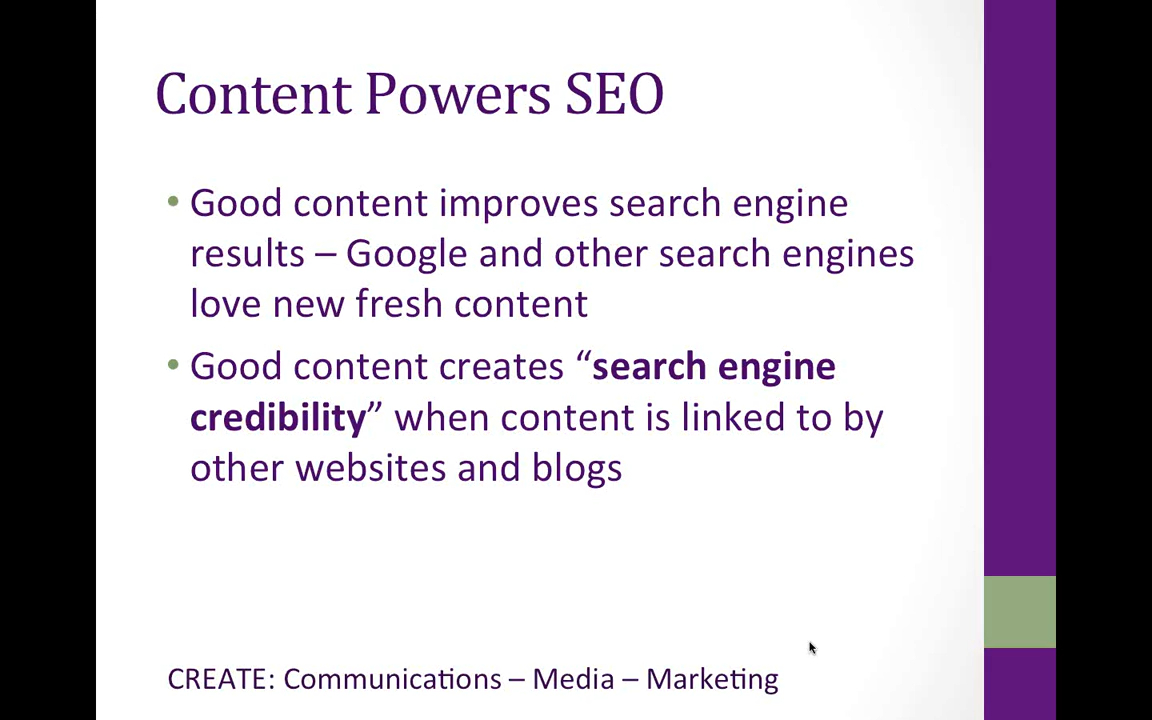 Content Powers SEO
• Good content improves search engine
results – Google and other search engines
love new fresh content
• Good content creates “search engine
credibility” when content is linked to by
other websites and blogs
CREATE: Communications – Media – Marketing